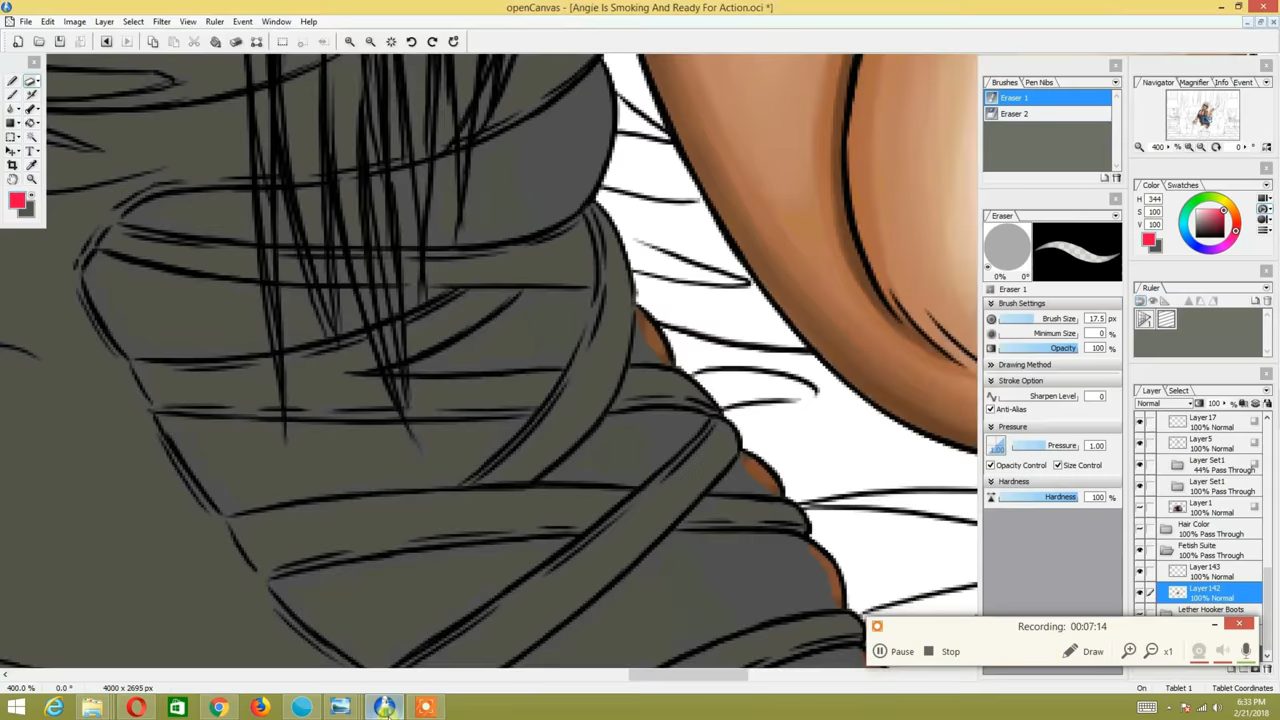 openCanvas - [Angie Is Smoking And Ready For Action.oci *]
File Edit Image Layer Select Filter View Ruler Event Window Help
Brushes Pen Nibs
Eraser 1
Eraser 2
Eraser
0% 0°
Eraser 1
Brush Settings
Brush Size 17.5 px
Minimum Size 0 %
Opacity 100 %
Drawing Method
Stroke Option
Sharpen Level 0
Anti-Alias
Pressure
1.00 Pressure 1.00
Opacity Control Size Control
Hardness
Hardness 100 %
Navigator Magnifier Info Event
400 % 0 °
Color Swatches
H 344
S 100
V 100
Ruler
Layer Select
Normal 100 %
Layer17
100% Normal
Layer5
100% Normal
Layer Set1
44% Pass Through
Layer Set1
100% Pass Through
Layer1
100% Normal
Hair Color
100% Pass Through
Fetish Suite
100% Pass Through
Layer143
100% Normal
Layer142
100% Normal
Lether Hooker Boots
Recording: 00:07:14
Pause Stop Draw x1
400.0 % 0.0 ° 4000 x 2695 px
On Tablet 1 Tablet Coordinates
6:33 PM
2/21/2018